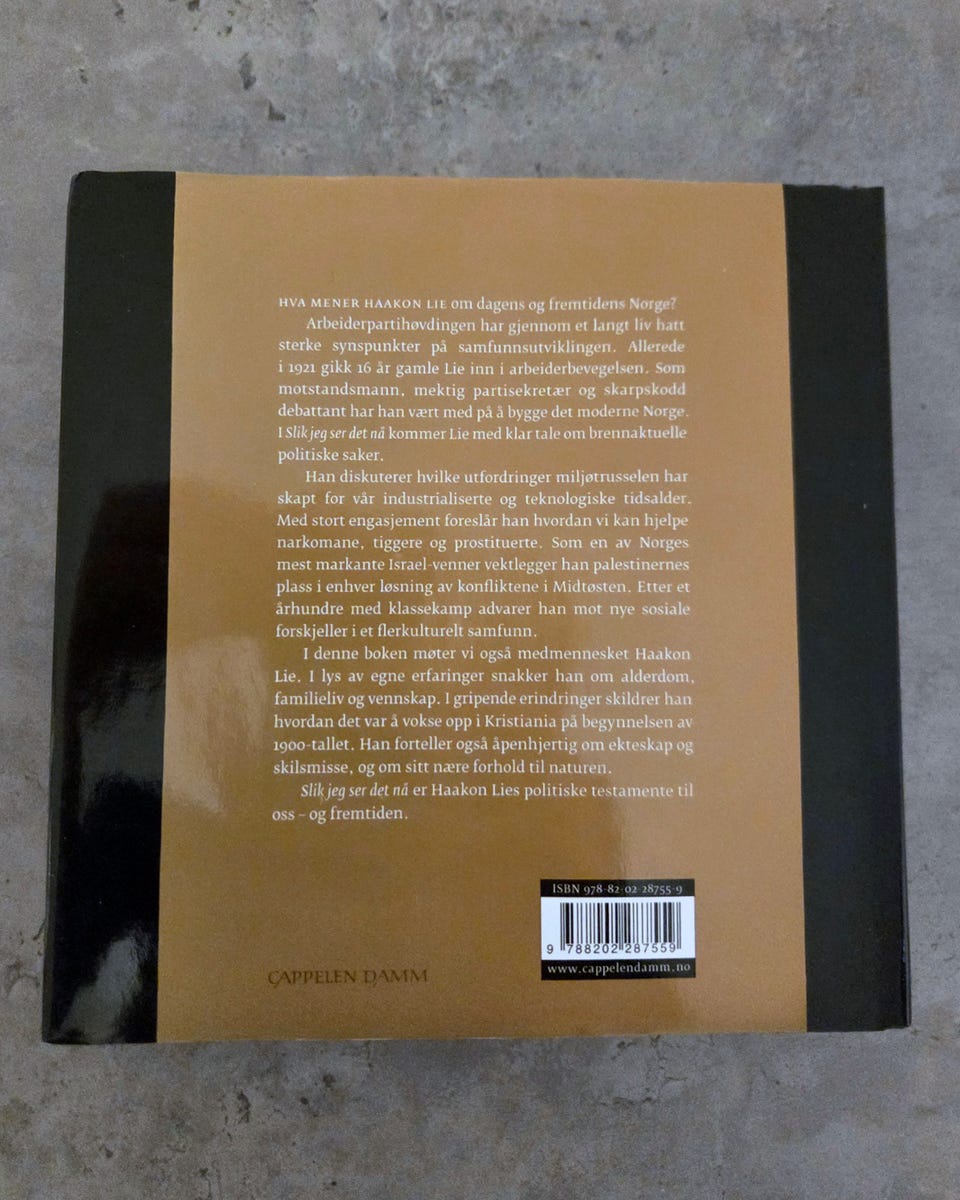 HVA MENER HAAKON LIE om dagens og fremtidens Norge?
Arbeiderpartihøvdingen har gjennom et langt liv hatt
sterke synspunkter på samfunnsutviklingen. Allerede
i 1921 gikk 16 år gamle Lie inn i arbeiderbevegelsen. Som
motstandsmann, mektig partisekretær og skarpskodd
debattant har han vært med på å bygge det moderne Norge.
I Slik jeg ser det nå kommer Lie med klar tale om brennaktuelle
politiske saker.
Han diskuterer hvilke utfordringer miljøtrusselen har
skapt for vår industrialiserte og teknologiske tidsalder.
Med stort engasjement foreslår han hvordan vi kan hjelpe
narkomane, tiggere og prostituerte. Som en av Norges
mest markante Israel-venner vektlegger han palestinernes
plass i enhver løsning av konfliktene i Midtøsten. Etter et
århundre med klassekamp advarer han mot nye sosiale
forskjeller i et flerkulturelt samfunn.
I denne boken møter vi også medmennesket Haakon
Lie. I lys av egne erfaringer snakker han om alderdom,
familieliv og vennskap. I gripende erindringer skildrer han
hvordan det var å vokse opp i Kristiania på begynnelsen av
1900-tallet. Han forteller også åpenhjertig om ekteskap og
skilsmisse, og om sitt nære forhold til naturen.
Slik jeg ser det nå er Haakon Lies politiske testamente til
oss – og fremtiden.
ISBN 978-82-02-28755-9
9 788202 287559
www.cappelendamm.no
CAPPELEN DAMM